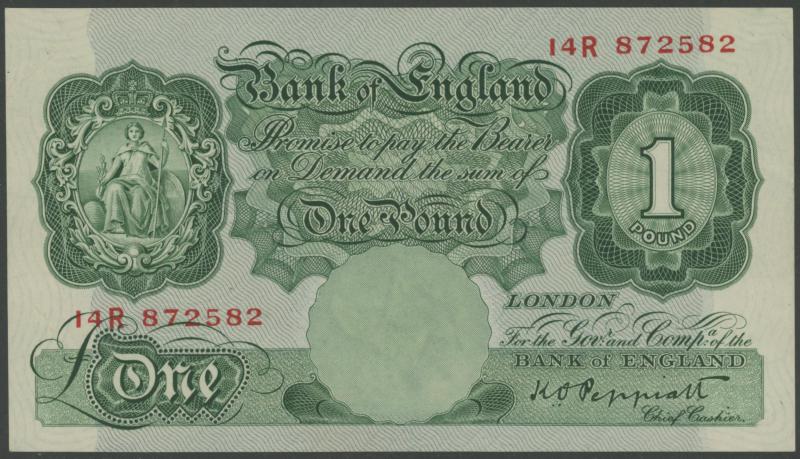 14R 872582
Bank of England
Promise to pay the Bearer
on Demand the sum of
One Pound
1
POUND
14R 872582
LONDON
For the Govr. and Compa. of the
BANK of ENGLAND
£ One
K O Peppiatt
Chief Cashier.